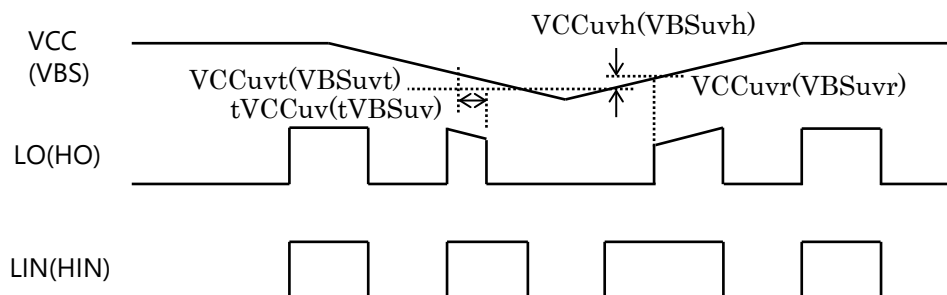 VCC
(VBS)
VCCuvh(VBSuvh)
VCCuvt(VBSuvt)
tVCCuv(tVBSuv)
VCCuvr(VBSuvr)
LO(HO)
LIN(HIN)